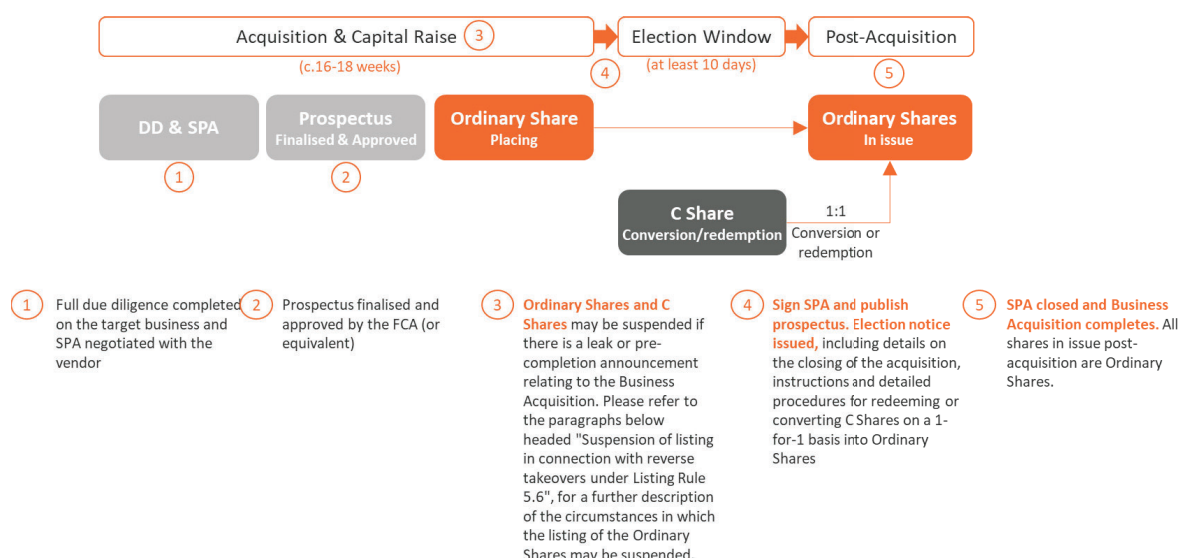 Acquisition & Capital Raise 3
(c.16-18 weeks)
4
Election Window
(at least 10 days)
Post-Acquisition
5
DD & SPA
1
Prospectus
Finalised & Approved
2
Ordinary Share
Placing
Ordinary Shares
In issue
C Share
Conversion/redemption
1:1
Conversion or
redemption
1
Full due diligence completed
on the target business and
SPA negotiated with the
vendor
2
Prospectus finalised and
approved by the FCA (or
equivalent)
3
Ordinary Shares and C
Shares may be suspended if
there is a leak or pre-
completion announcement
relating to the Business
Acquisition. Please refer to
the paragraphs below
headed "Suspension of listing
in connection with reverse
takeovers under Listing Rule
5.6", for a further description
of the circumstances in which
the listing of the Ordinary
Shares may be suspended.
4
Sign SPA and publish
prospectus. Election notice
issued, including details on
the closing of the acquisition,
instructions and detailed
procedures for redeeming or
converting C Shares on a 1-
for-1 basis into Ordinary
Shares
5
SPA closed and Business
Acquisition completes. All
shares in issue post-
acquisition are Ordinary
Shares.